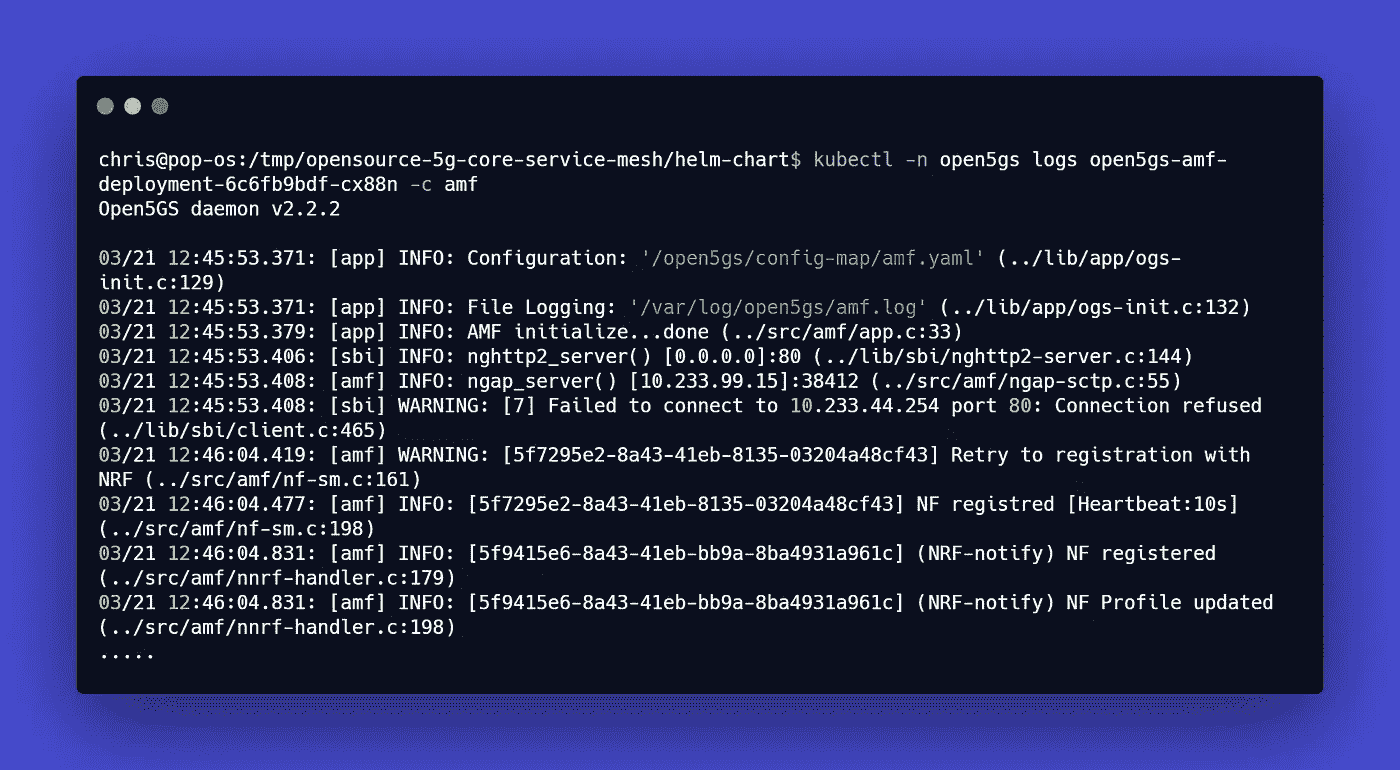 chris@pop-os:/tmp/opensource-5g-core-service-mesh/helm-chart$ kubectl -n open5gs logs open5gs-amf-
deployment-6c6fb9bdf-cx88n -c amf
Open5GS daemon v2.2.2
03/21 12:45:53.371: [app] INFO: Configuration: '/open5gs/config-map/amf.yaml' (../lib/app/ogs-
init.c:129)
03/21 12:45:53.371: [app] INFO: File Logging: '/var/log/open5gs/amf.log' (../lib/app/ogs-init.c:132)
03/21 12:45:53.379: [app] INFO: AMF initialize...done (../src/amf/app.c:33)
03/21 12:45:53.406: [sbi] INFO: nghttp2_server() [0.0.0.0]:80 (../lib/sbi/nghttp2-server.c:144)
03/21 12:45:53.408: [amf] INFO: ngap_server() [10.233.99.15]:38412 (../src/amf/ngap-sctp.c:55)
03/21 12:45:53.408: [sbi] WARNING: [7] Failed to connect to 10.233.44.254 port 80: Connection refused
(../lib/sbi/client.c:465)
03/21 12:46:04.419: [amf] WARNING: [5f7295e2-8a43-41eb-8135-03204a48cf43] Retry to registration with
NRF (../src/amf/nf-sm.c:161)
03/21 12:46:04.477: [amf] INFO: [5f7295e2-8a43-41eb-8135-03204a48cf43] NF registred [Heartbeat:10s]
(../src/amf/nf-sm.c:198)
03/21 12:46:04.831: [amf] INFO: [5f9415e6-8a43-41eb-bb9a-8ba4931a961c] (NRF-notify) NF registered
(../src/amf/nnrf-handler.c:179)
03/21 12:46:04.831: [amf] INFO: [5f9415e6-8a43-41eb-bb9a-8ba4931a961c] (NRF-notify) NF Profile updated
(../src/amf/nnrf-handler.c:198)
.....